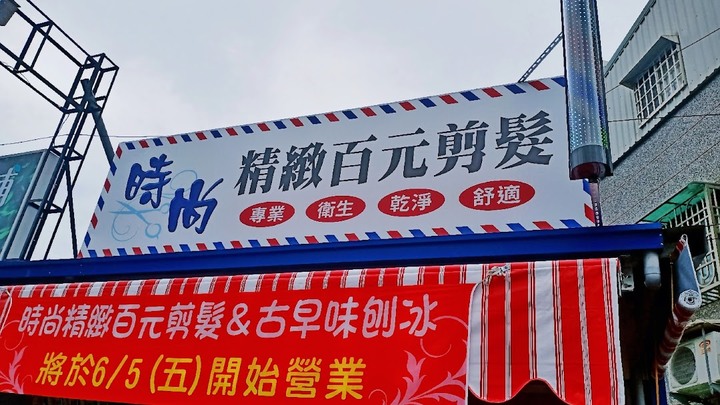 時尚 精緻百元剪髮
專業 衛生 乾淨 舒適
時尚精緻百元剪髮&古早味刨冰
將於6/5(五)開始營業